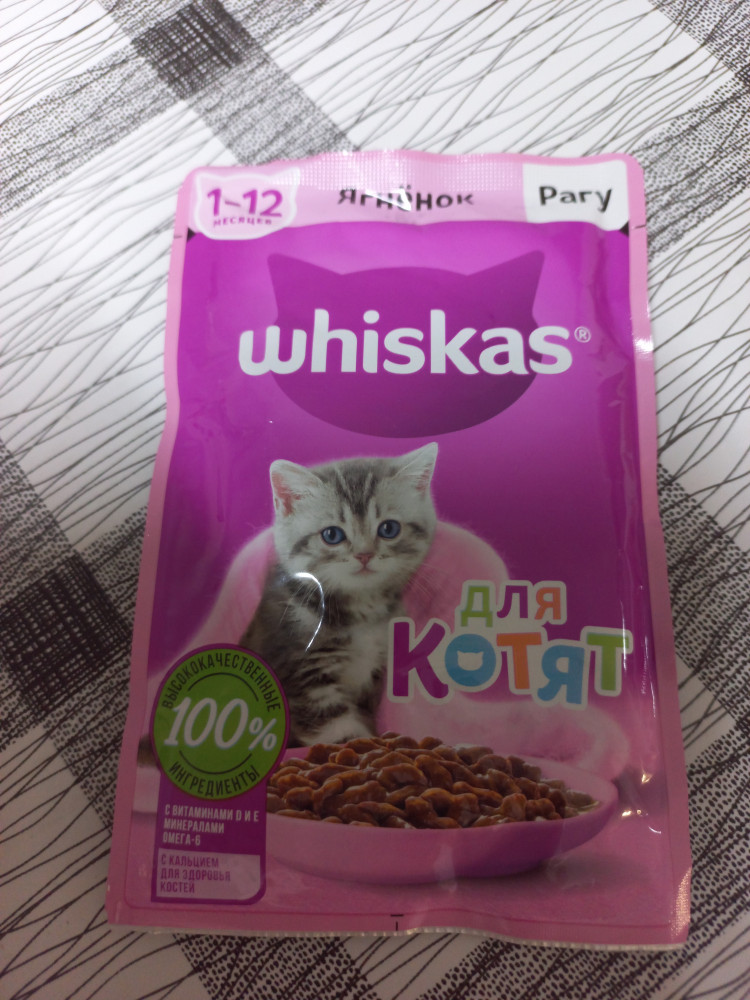 1-12
МЕСЯЦЕВ
ЯГНЁНОК
Рагу
whiskas®
для
КОТЯТ
ВЫСОКОКАЧЕСТВЕННЫЕ
100%
ИНГРЕДИЕНТЫ
С ВИТАМИНАМИ D И E
МИНЕРАЛАМИ
ОМЕГА-6
С КАЛЬЦИЕМ
ДЛЯ ЗДОРОВЬЯ
КОСТЕЙ